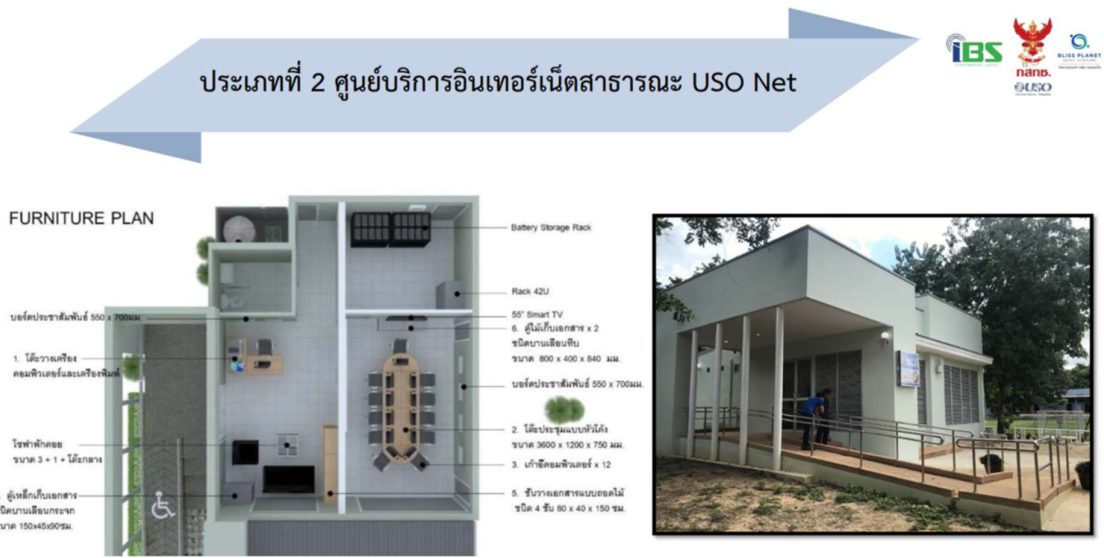 ประเภทที่ 2 ศูนย์บริการอินเทอร์เน็ตสาธารณะ USO Net
iBS
กสทช.
USO
BLISS PLANET
FURNITURE PLAN
บอร์ดประชาสัมพันธ์ 550 x 700มม.
1. โต๊ะวางเครื่อง
คอมพิวเตอร์และเครื่องพิมพ์
โซฟาพักคอย
ขนาด 3 + 1 + โต๊ะกลาง
ตู้เหล็กเก็บเอกสาร
นิดบานเลื่อนกระจก
นาด 150x45x90ซม.
Battery Storage Rack
Rack 42U
55" Smart TV
6. ตู้ไม้เก็บเอกสาร x 2
ชนิดบานเลื่อนทึบ
ขนาด 800 x 400 x 840 มม.
บอร์ดประชาสัมพันธ์ 550 x 700มม.
2. โต๊ะประชุมแบบหัวโค้ง
ขนาด 3600 x 1200 x 750 มม.
3. เก้าอี้คอมพิวเตอร์ x 12
5. ชั้นวางเอกสารแบบถอดไม้
ชนิด 4 ชั้น 80 x 40 x 150 ซม.